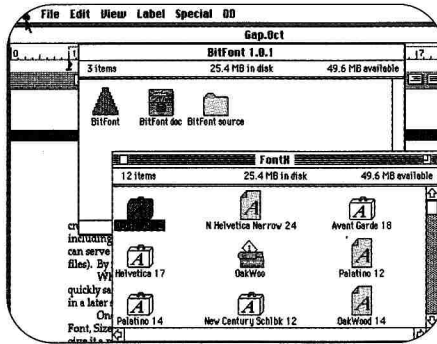 File Edit View Label Special
Gap.Oct
BitFont 1.0.1
3 items 25.4 MB in disk 49.6 MB available
BitFont BitFont doc BitFont source
FontH
12 items 25.4 MB in disk 49.6 MB available
N Helvetica Narrow 24 Avant Garde 18
Helvetica 17 OakWoo Palatino 12
Palatino 14 New Century Schlbk 12 OakWood 14
including
can serve
files). By
Wh
quickly sa
in a later
On
Font, Size